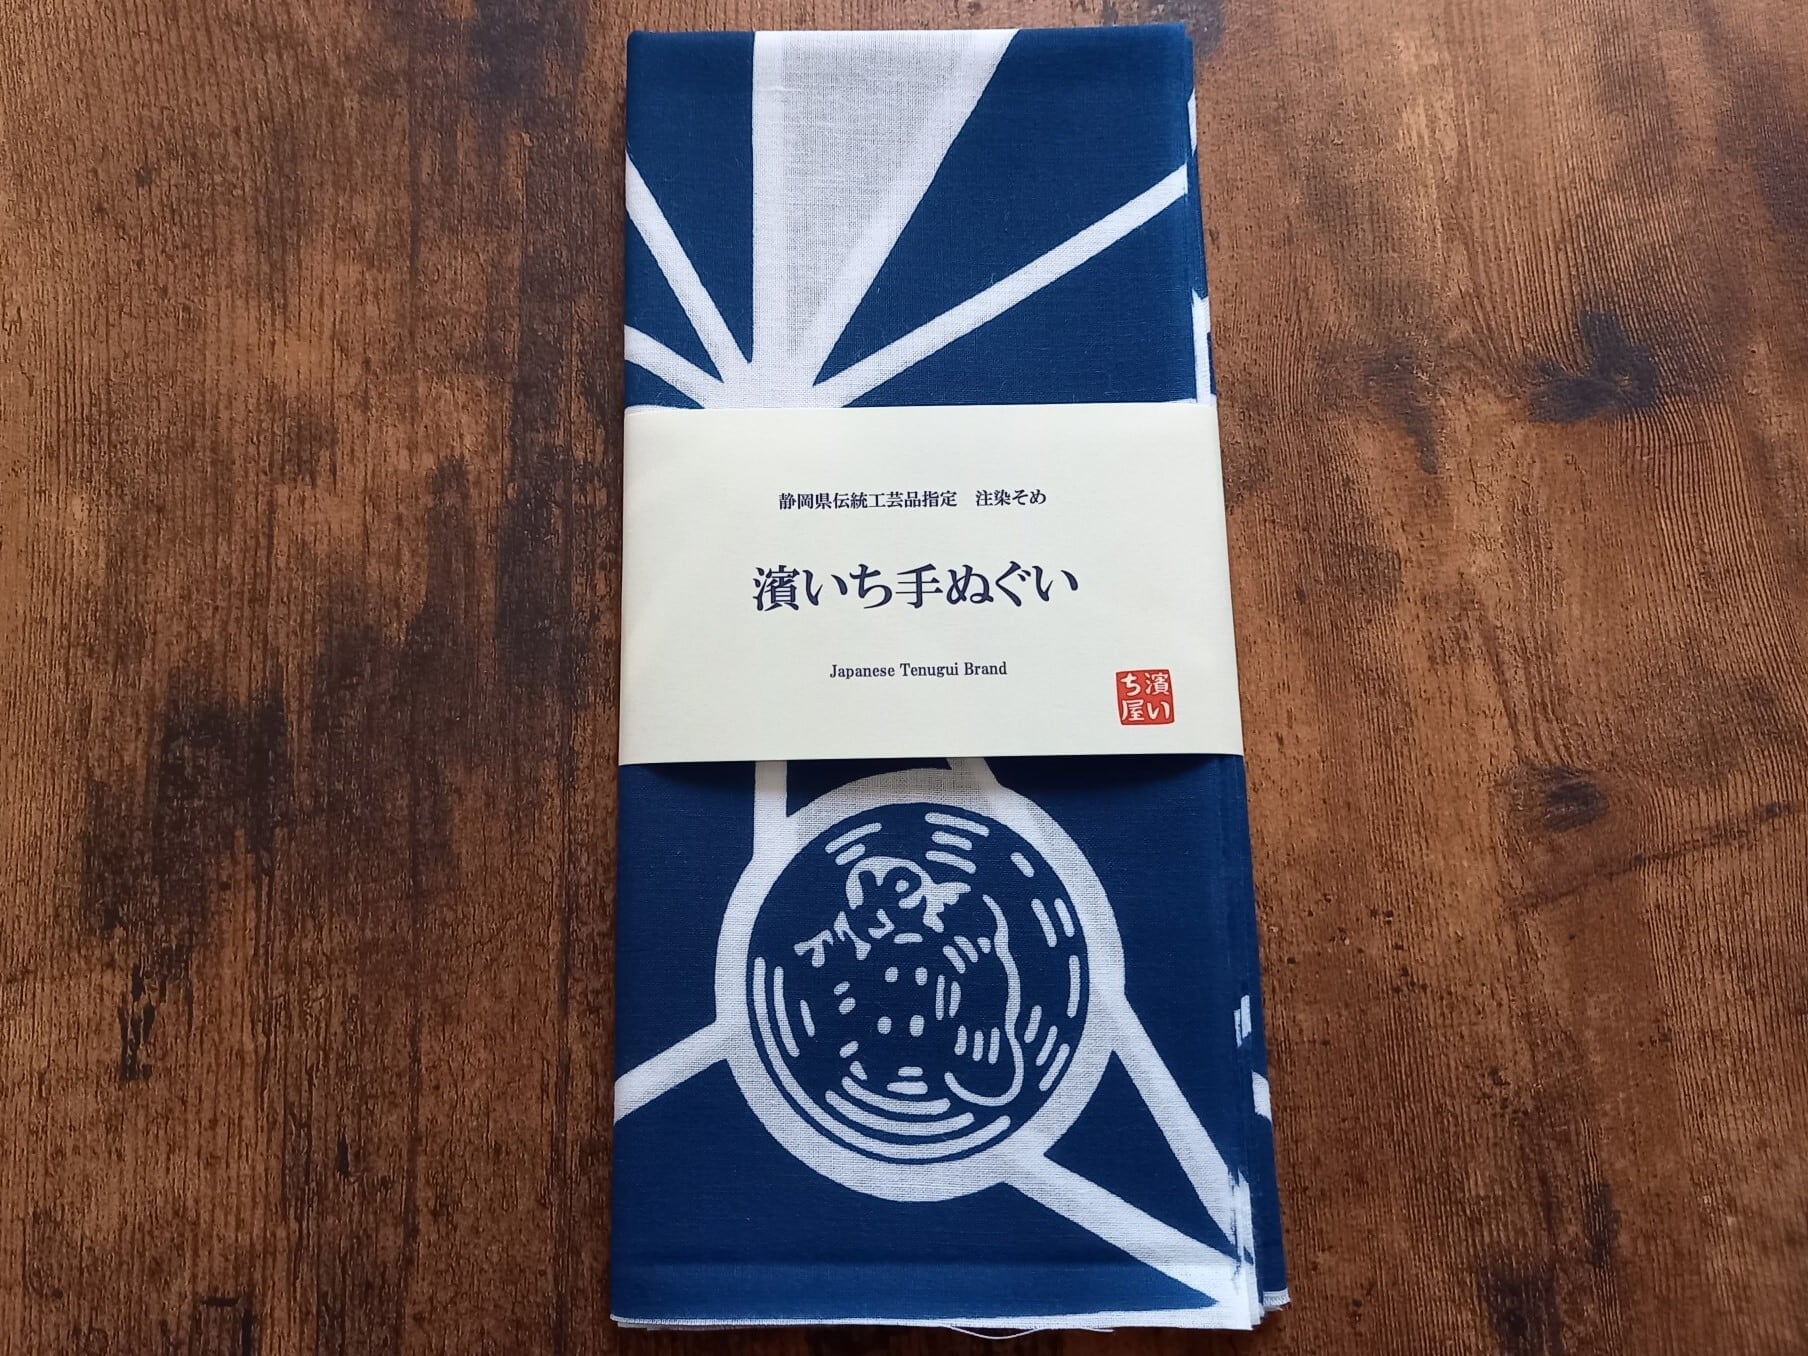 静岡県伝統工芸品指定　注染そめ
濱いち手ぬぐい
Japanese Tenugui Brand
濱い
ち屋